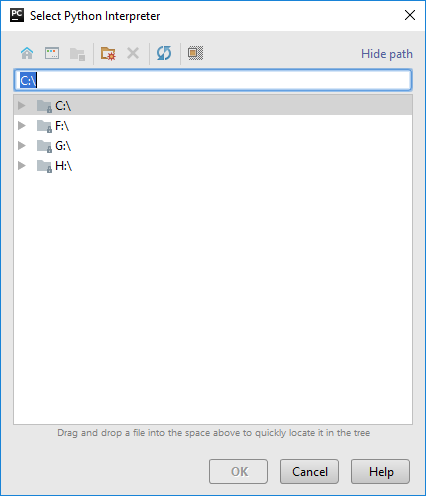 PC Select Python Interpreter
Hide path
C:\
C:\
F:\
G:\
H:\
Drag and drop a file into the space above to quickly locate it in the tree
OK Cancel Help